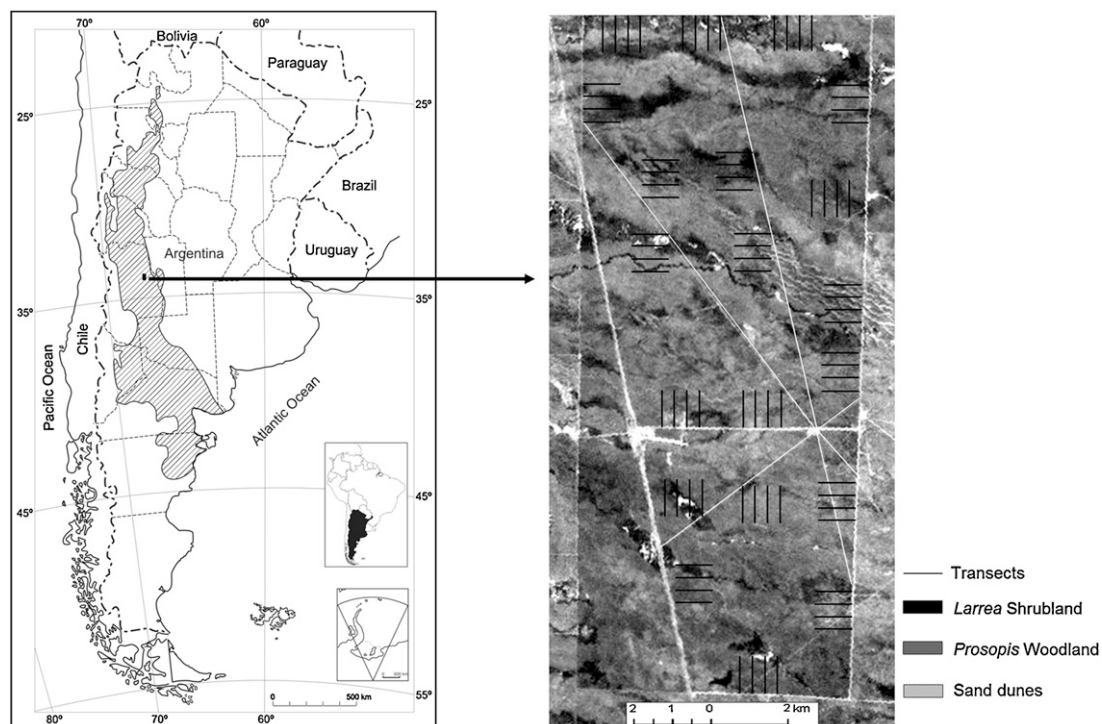 70°
60°
Bolivia
Paraguay
25°
25°
Brazil
Argentina
Uruguay
35°
35°
Chile
Pacific Ocean
Atlantic Ocean
45°
45°
0 500 km
55°
80°
70°
60°
Transects
Larrea Shrubland
Prosopis Woodland
Sand dunes
2 1 0 2 km